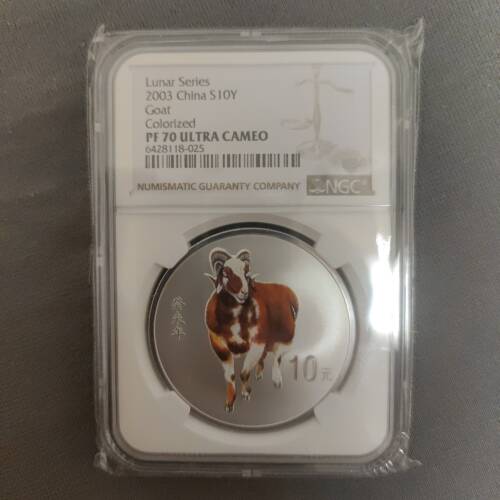 Lunar Series
2003 China S10Y
Goat
Colorized
PF 70 ULTRA CAMEO
6428118-025
NUMISMATIC GUARANTY COMPANY
NGC
癸未年
10元